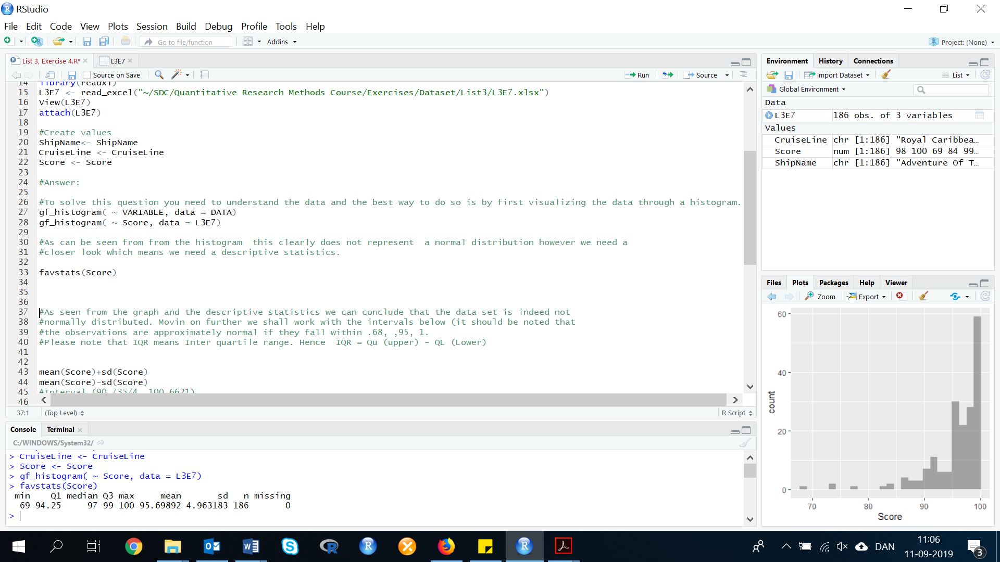 RStudio
File Edit Code View Plots Session Build Debug Profile Tools Help
Go to file/function Addins Project: (None)
List 3, Exercise 4.R* L3E7
Source on Save Run Source
14 library(readxl)
15 L3E7 <- read_excel("~/SDC/Quantitative Research Methods Course/Exercises/Dataset/List3/L3E7.xlsx")
16 View(L3E7)
17 attach(L3E7)
18
19 #Create values
20 ShipName<- ShipName
21 CruiseLine <- CruiseLine
22 Score <- Score
23
24 #Answer:
25
26 #To solve this question you need to understand the data and the best way to do so is by first visualizing the data through a histogram.
27 gf_histogram( ~ VARIABLE, data = DATA)
28 gf_histogram( ~ Score, data = L3E7)
29
30 #As can be seen from from the histogram  this clearly does not represent  a normal distribution however we need a
31 #closer look which means we need a descriptive statistics.
32
33 favstats(Score)
34
35
36
37 #As seen from the graph and the descriptive statistics we can conclude that the data set is indeed not
38 #normally distributed. Movin on further we shall work with the intervals below (it should be noted that
39 #the observations are approximately normal if they fall within .68, ,95, 1.
40 #Please note that IQR means Inter quartile range. Hence  IQR = Qu (upper) - QL (Lower)
41
42
43 mean(Score)+sd(Score)
44 mean(Score)-sd(Score)
45 #Interval (90.73574, 100.6621)
46
37:1 (Top Level) R Script
Console Terminal
C:/WINDOWS/System32/
> CruiseLine <- CruiseLine
> Score <- Score
> gf_histogram( ~ Score, data = L3E7)
> favstats(Score)
min Q1 median Q3 max mean sd n missing
69 94.25 97 99 100 95.69892 4.963183 186 0
>
Environment History Connections
Import Dataset List
Global Environment
Data
L3E7 186 obs. of 3 variables
Values
CruiseLine chr [1:186] "Royal Caribbea…
Score num [1:186] 98 100 69 84 99…
ShipName chr [1:186] "Adventure Of T…
Files Plots Packages Help Viewer
Zoom Export
60
40
20
0
count
70 80 90 100
Score
DAN
11:06
11-09-2019
3